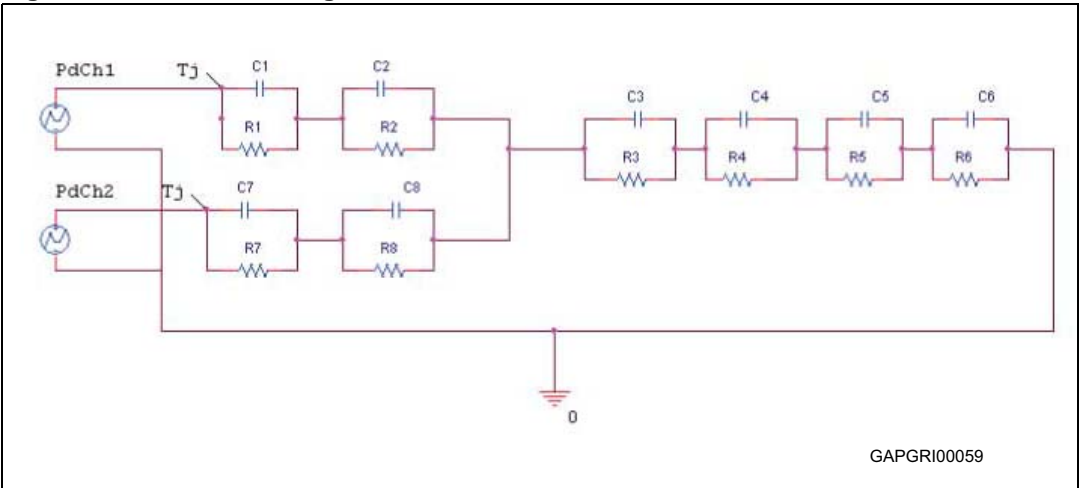 PdCh1
Tj
C1
C2
R1
R2
C3
C4
C5
C6
R3
R4
R5
R6
PdCh2
Tj
C7
C8
R7
R8
0
GAPGRI00059